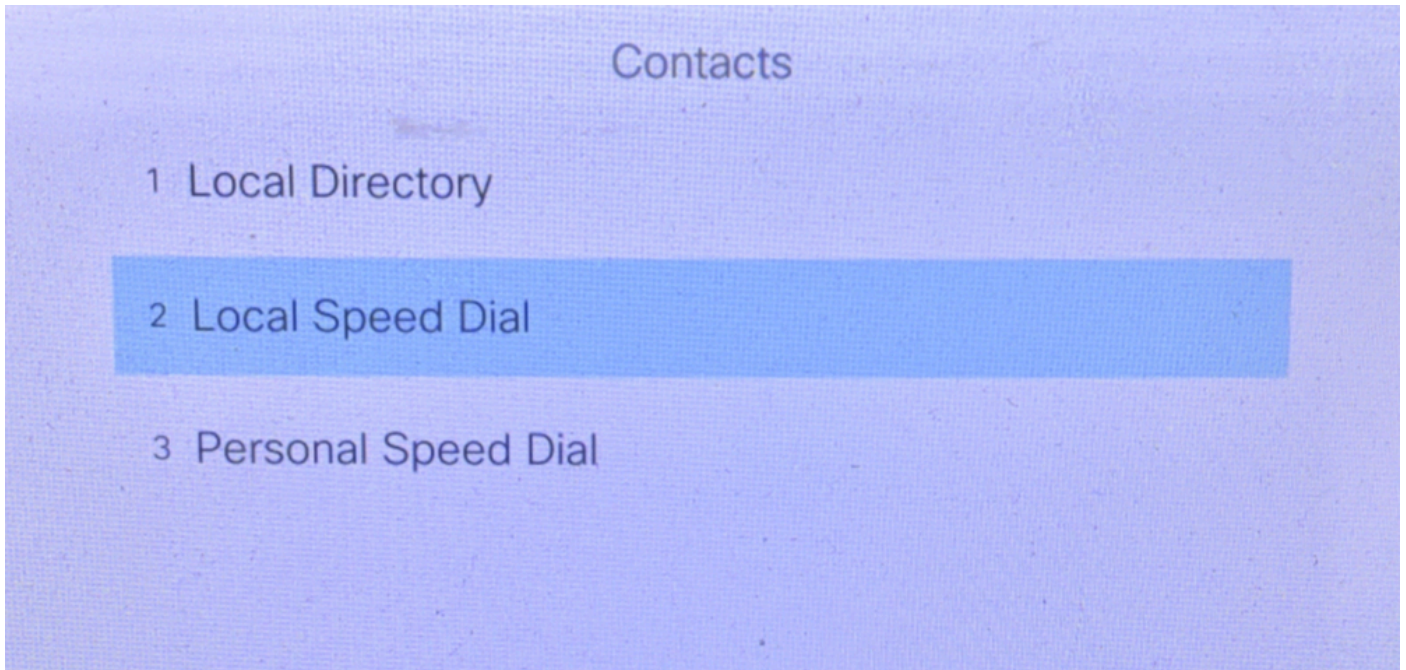 Contacts
1 Local Directory
2 Local Speed Dial
3 Personal Speed Dial